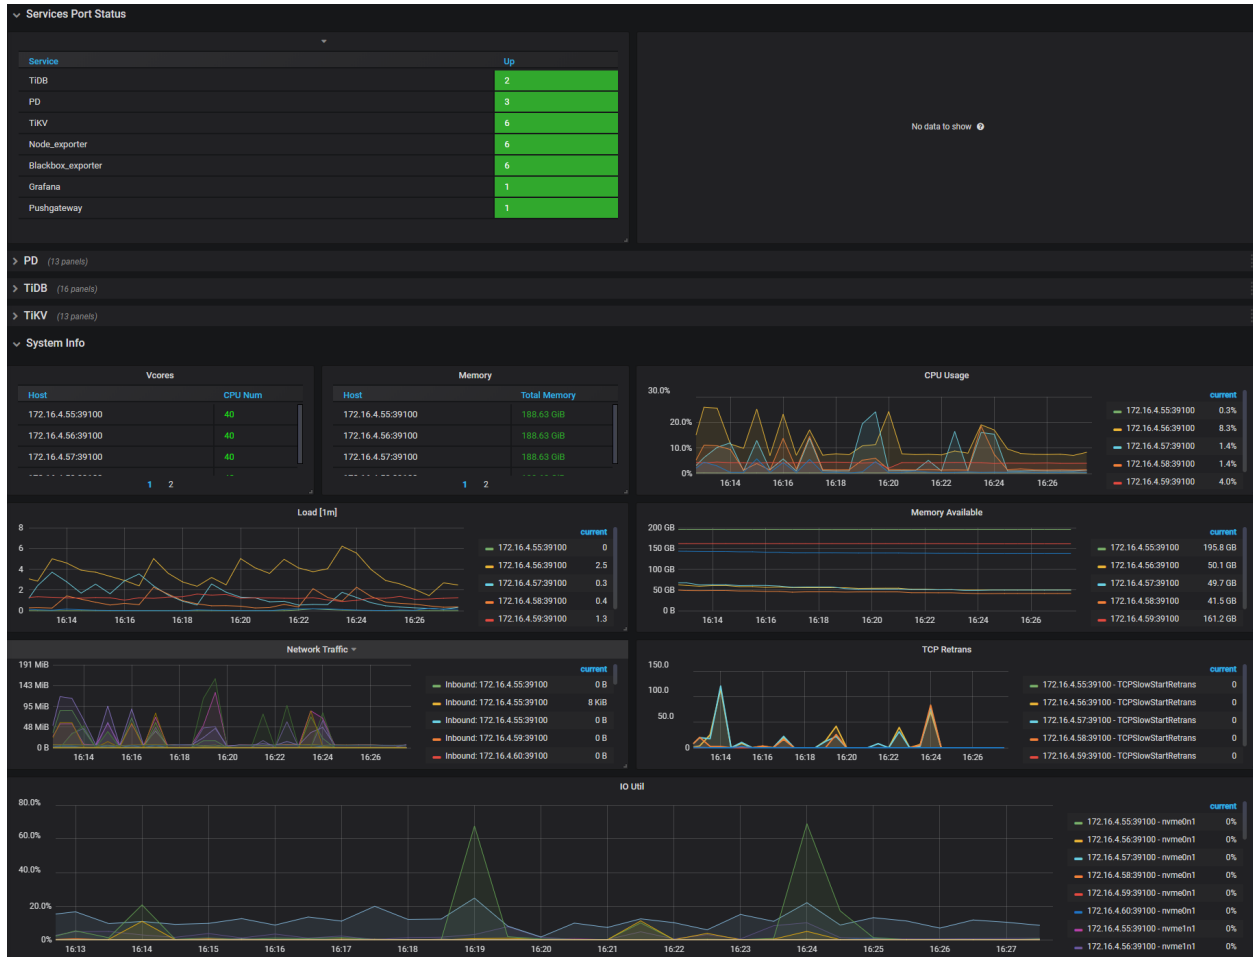 Services Port Status
Service Up
TiDB 2
PD 3
TiKV 6
Node_exporter 6
Blackbox_exporter 6
Grafana 1
Pushgateway 1
No data to show
PD (13 panels)
TiDB (16 panels)
TiKV (13 panels)
System Info
Vcores
Host CPU Num
172.16.4.55:39100 40
172.16.4.56:39100 40
172.16.4.57:39100 40
1 2
Memory
Host Total Memory
172.16.4.55:39100 188.63 GiB
172.16.4.56:39100 188.63 GiB
172.16.4.57:39100 188.63 GiB
1 2
CPU Usage
30.0%
20.0%
10.0%
0%
16:14 16:16 16:18 16:20 16:22 16:24 16:26
current
172.16.4.55:39100 0.3%
172.16.4.56:39100 8.3%
172.16.4.57:39100 1.4%
172.16.4.58:39100 1.4%
172.16.4.59:39100 4.0%
Load [1m]
8
6
4
2
0
16:14 16:16 16:18 16:20 16:22 16:24 16:26
current
172.16.4.55:39100 0
172.16.4.56:39100 2.5
172.16.4.57:39100 0.3
172.16.4.58:39100 0.4
172.16.4.59:39100 1.3
Memory Available
200 GB
150 GB
100 GB
50 GB
0 B
16:14 16:16 16:18 16:20 16:22 16:24 16:26
current
172.16.4.55:39100 195.8 GB
172.16.4.56:39100 50.1 GB
172.16.4.57:39100 49.7 GB
172.16.4.58:39100 41.5 GB
172.16.4.59:39100 161.2 GB
Network Traffic
191 MiB
143 MiB
95 MiB
48 MiB
0 B
16:14 16:16 16:18 16:20 16:22 16:24 16:26
current
Inbound: 172.16.4.55:39100 0 B
Inbound: 172.16.4.55:39100 8 KiB
Inbound: 172.16.4.55:39100 0 B
Inbound: 172.16.4.59:39100 0 B
Inbound: 172.16.4.60:39100 0 B
TCP Retrans
150.0
100.0
50.0
0
16:14 16:16 16:18 16:20 16:22 16:24 16:26
current
172.16.4.55:39100 - TCPSlowStartRetrans 0
172.16.4.56:39100 - TCPSlowStartRetrans 0
172.16.4.57:39100 - TCPSlowStartRetrans 0
172.16.4.58:39100 - TCPSlowStartRetrans 0
172.16.4.59:39100 - TCPSlowStartRetrans 0
IO Util
80.0%
60.0%
40.0%
20.0%
0%
16:13 16:14 16:15 16:16 16:17 16:18 16:19 16:20 16:21 16:22 16:23 16:24 16:25 16:26 16:27
current
172.16.4.55:39100 - nvme0n1 0%
172.16.4.56:39100 - nvme0n1 0%
172.16.4.57:39100 - nvme0n1 0%
172.16.4.58:39100 - nvme0n1 0%
172.16.4.59:39100 - nvme0n1 0%
172.16.4.60:39100 - nvme0n1 0%
172.16.4.55:39100 - nvme1n1 0%
172.16.4.56:39100 - nvme1n1 0%